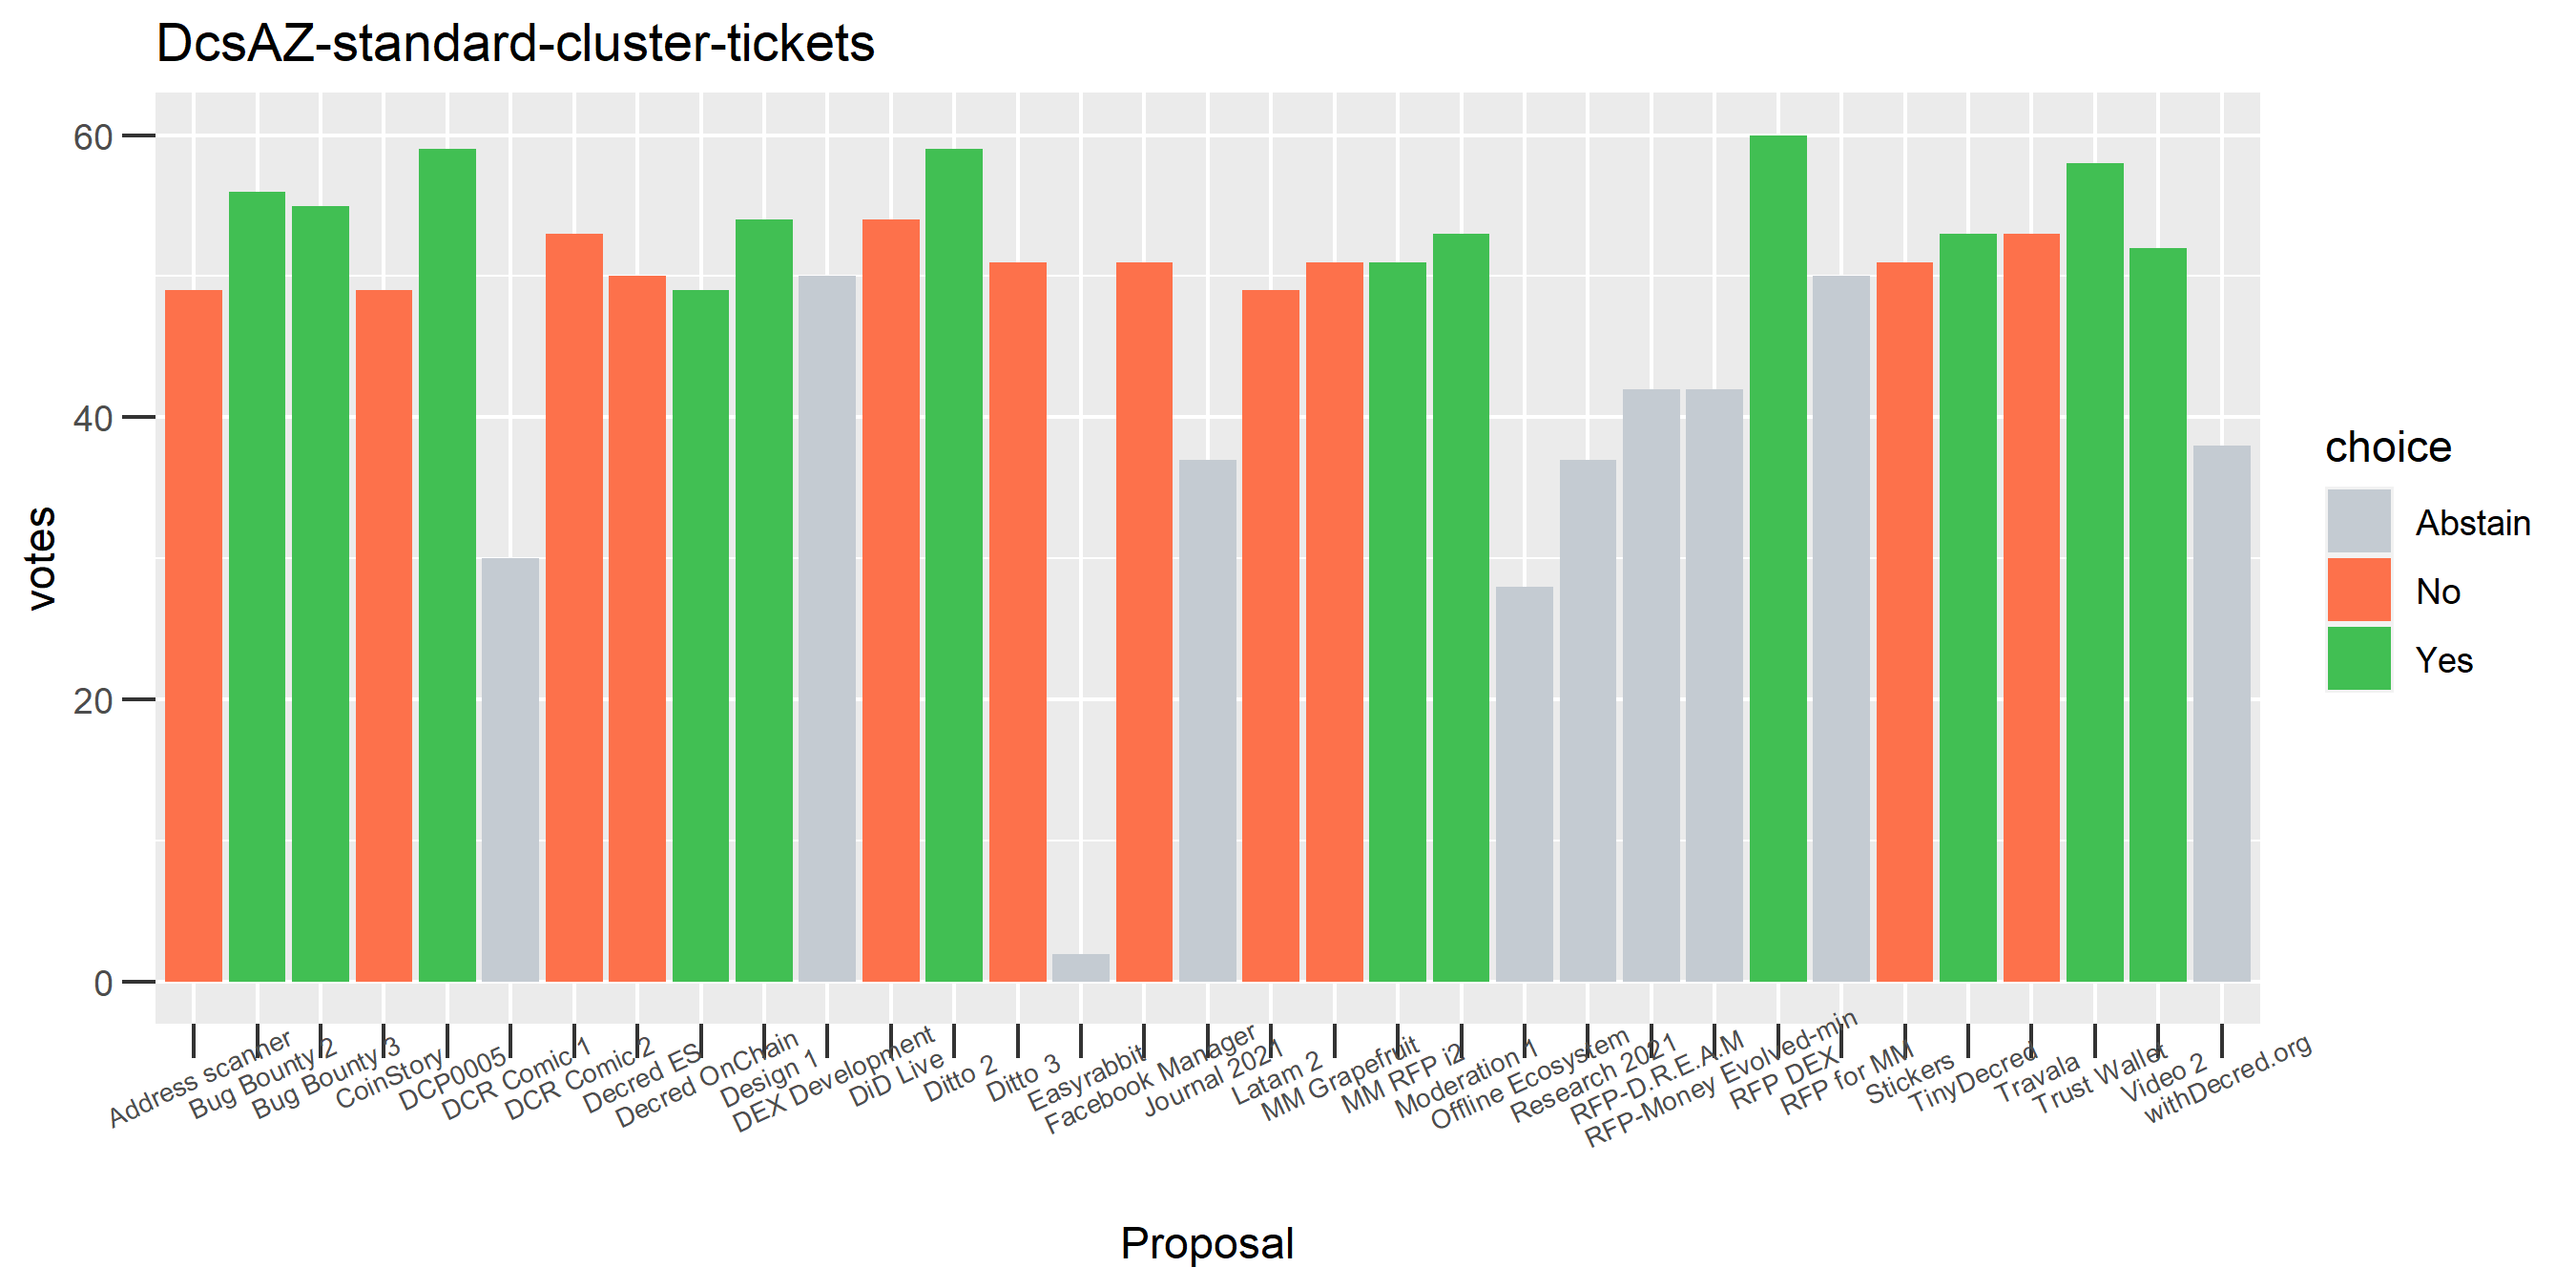 DcsAZ-standard-cluster-tickets
votes
60
40
20
0
Address scanner
Bug Bounty 2
Bug Bounty 3
CoinStory
DCP0005
DCR Comic 1
DCR Comic 2
Decred ES
Decred OnChain
Design 1
DEX Development
DiD Live
Ditto 2
Ditto 3
Easyrabbit
Facebook Manager
Journal 2021
Latam 2
MM Grapefruit
MM RFP i2
Moderation 1
Offline Ecosystem
Research 2021
RFP-D.R.E.A.M
RFP-Money Evolved-min
RFP DEX
RFP for MM
Stickers
TinyDecred
Travala
Trust Wallet
Video 2
withDecred.org
Proposal
choice
Abstain
No
Yes